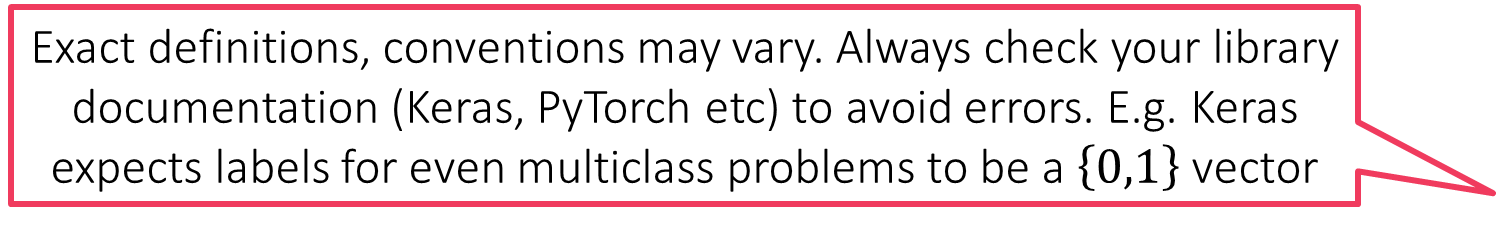 Exact definitions, conventions may vary. Always check your library
documentation (Keras, PyTorch etc) to avoid errors. E.g. Keras
expects labels for even multiclass problems to be a {0,1} vector